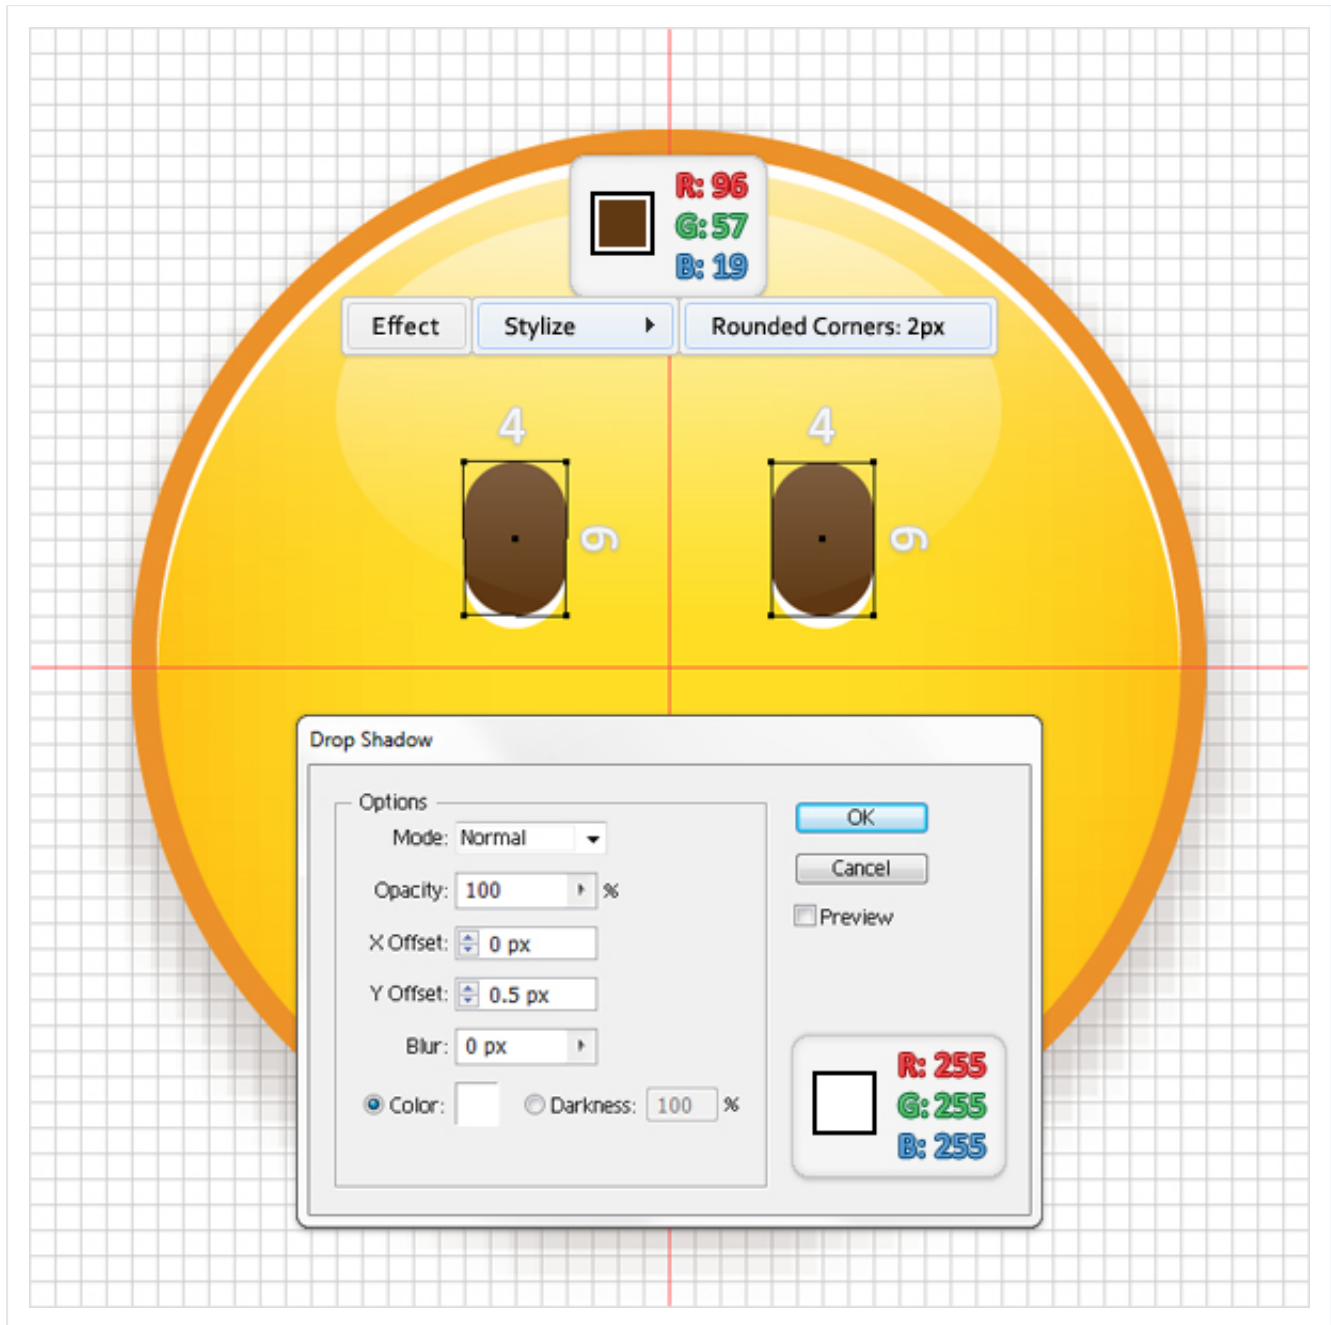 R: 96
G: 57
B: 19
Effect Stylize Rounded Corners: 2px
4 4
6 6
Drop Shadow
Options
Mode: Normal
OK
Opacity: 100 %
Cancel
Preview
X Offset: 0 px
Y Offset: 0.5 px
Blur: 0 px
Color: Darkness: 100 %
R: 255
G: 255
B: 255